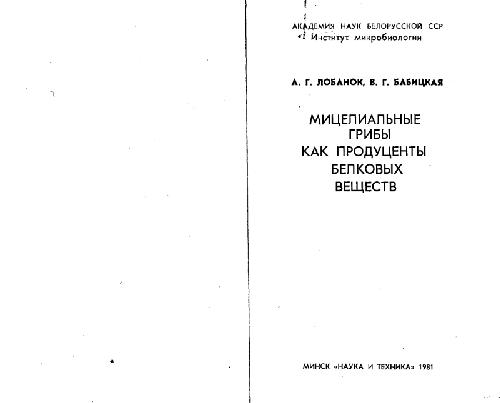 АКАДЕМИЯ НАУК БЕЛОРУССКОЙ ССР
Институт микробиологии
А. Г. ЛОБАНОК, В. Г. БАБИЦКАЯ
МИЦЕЛИАЛЬНЫЕ
ГРИБЫ
КАК ПРОДУЦЕНТЫ
БЕЛКОВЫХ
ВЕЩЕСТВ
МИНСК «НАУКА И ТЕХНИКА» 1981